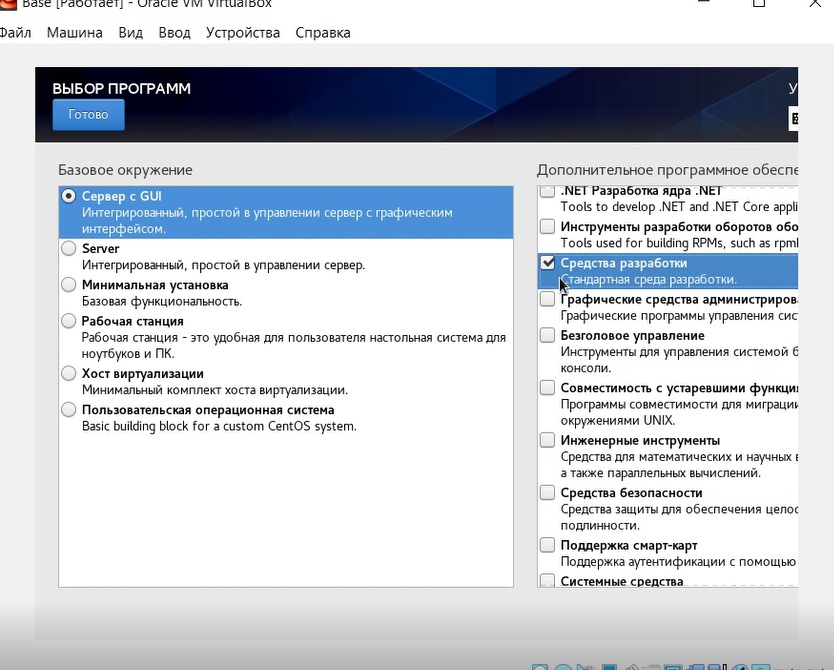 Base [Работает] - Oracle VM VirtualBox
Файл Машина Вид Ввод Устройства Справка
ВЫБОР ПРОГРАММ
У
Готово
Базовое окружение
Сервер с GUI
Интегрированный, простой в управлении сервер с графическим
интерфейсом.
Server
Интегрированный, простой в управлении сервер.
Минимальная установка
Базовая функциональность.
Рабочая станция
Рабочая станция - это удобная для пользователя настольная система для
ноутбуков и ПК.
Хост виртуализации
Минимальный комплект хоста виртуализации.
Пользовательская операционная система
Basic building block for a custom CentOS system.
Дополнительное программное обеспе
.NET Разработка ядра .NET
Tools to develop .NET and .NET Core appli
Инструменты разработки оборотов обо
Tools used for building RPMs, such as rpml
Средства разработки
Стандартная среда разработки.
Графические средства администриров
Графические программы управления сис
Безголовое управление
Инструменты для управления системой б
консоли.
Совместимость с устаревшими функци
Программы совместимости для миграции
окружениями UNIX.
Инженерные инструменты
Средства для математических и научных в
а также параллельных вычислений.
Средства безопасности
Средства защиты для обеспечения целос
подлинности.
Поддержка смарт-карт
Поддержка аутентификации с помощью
Системные средства